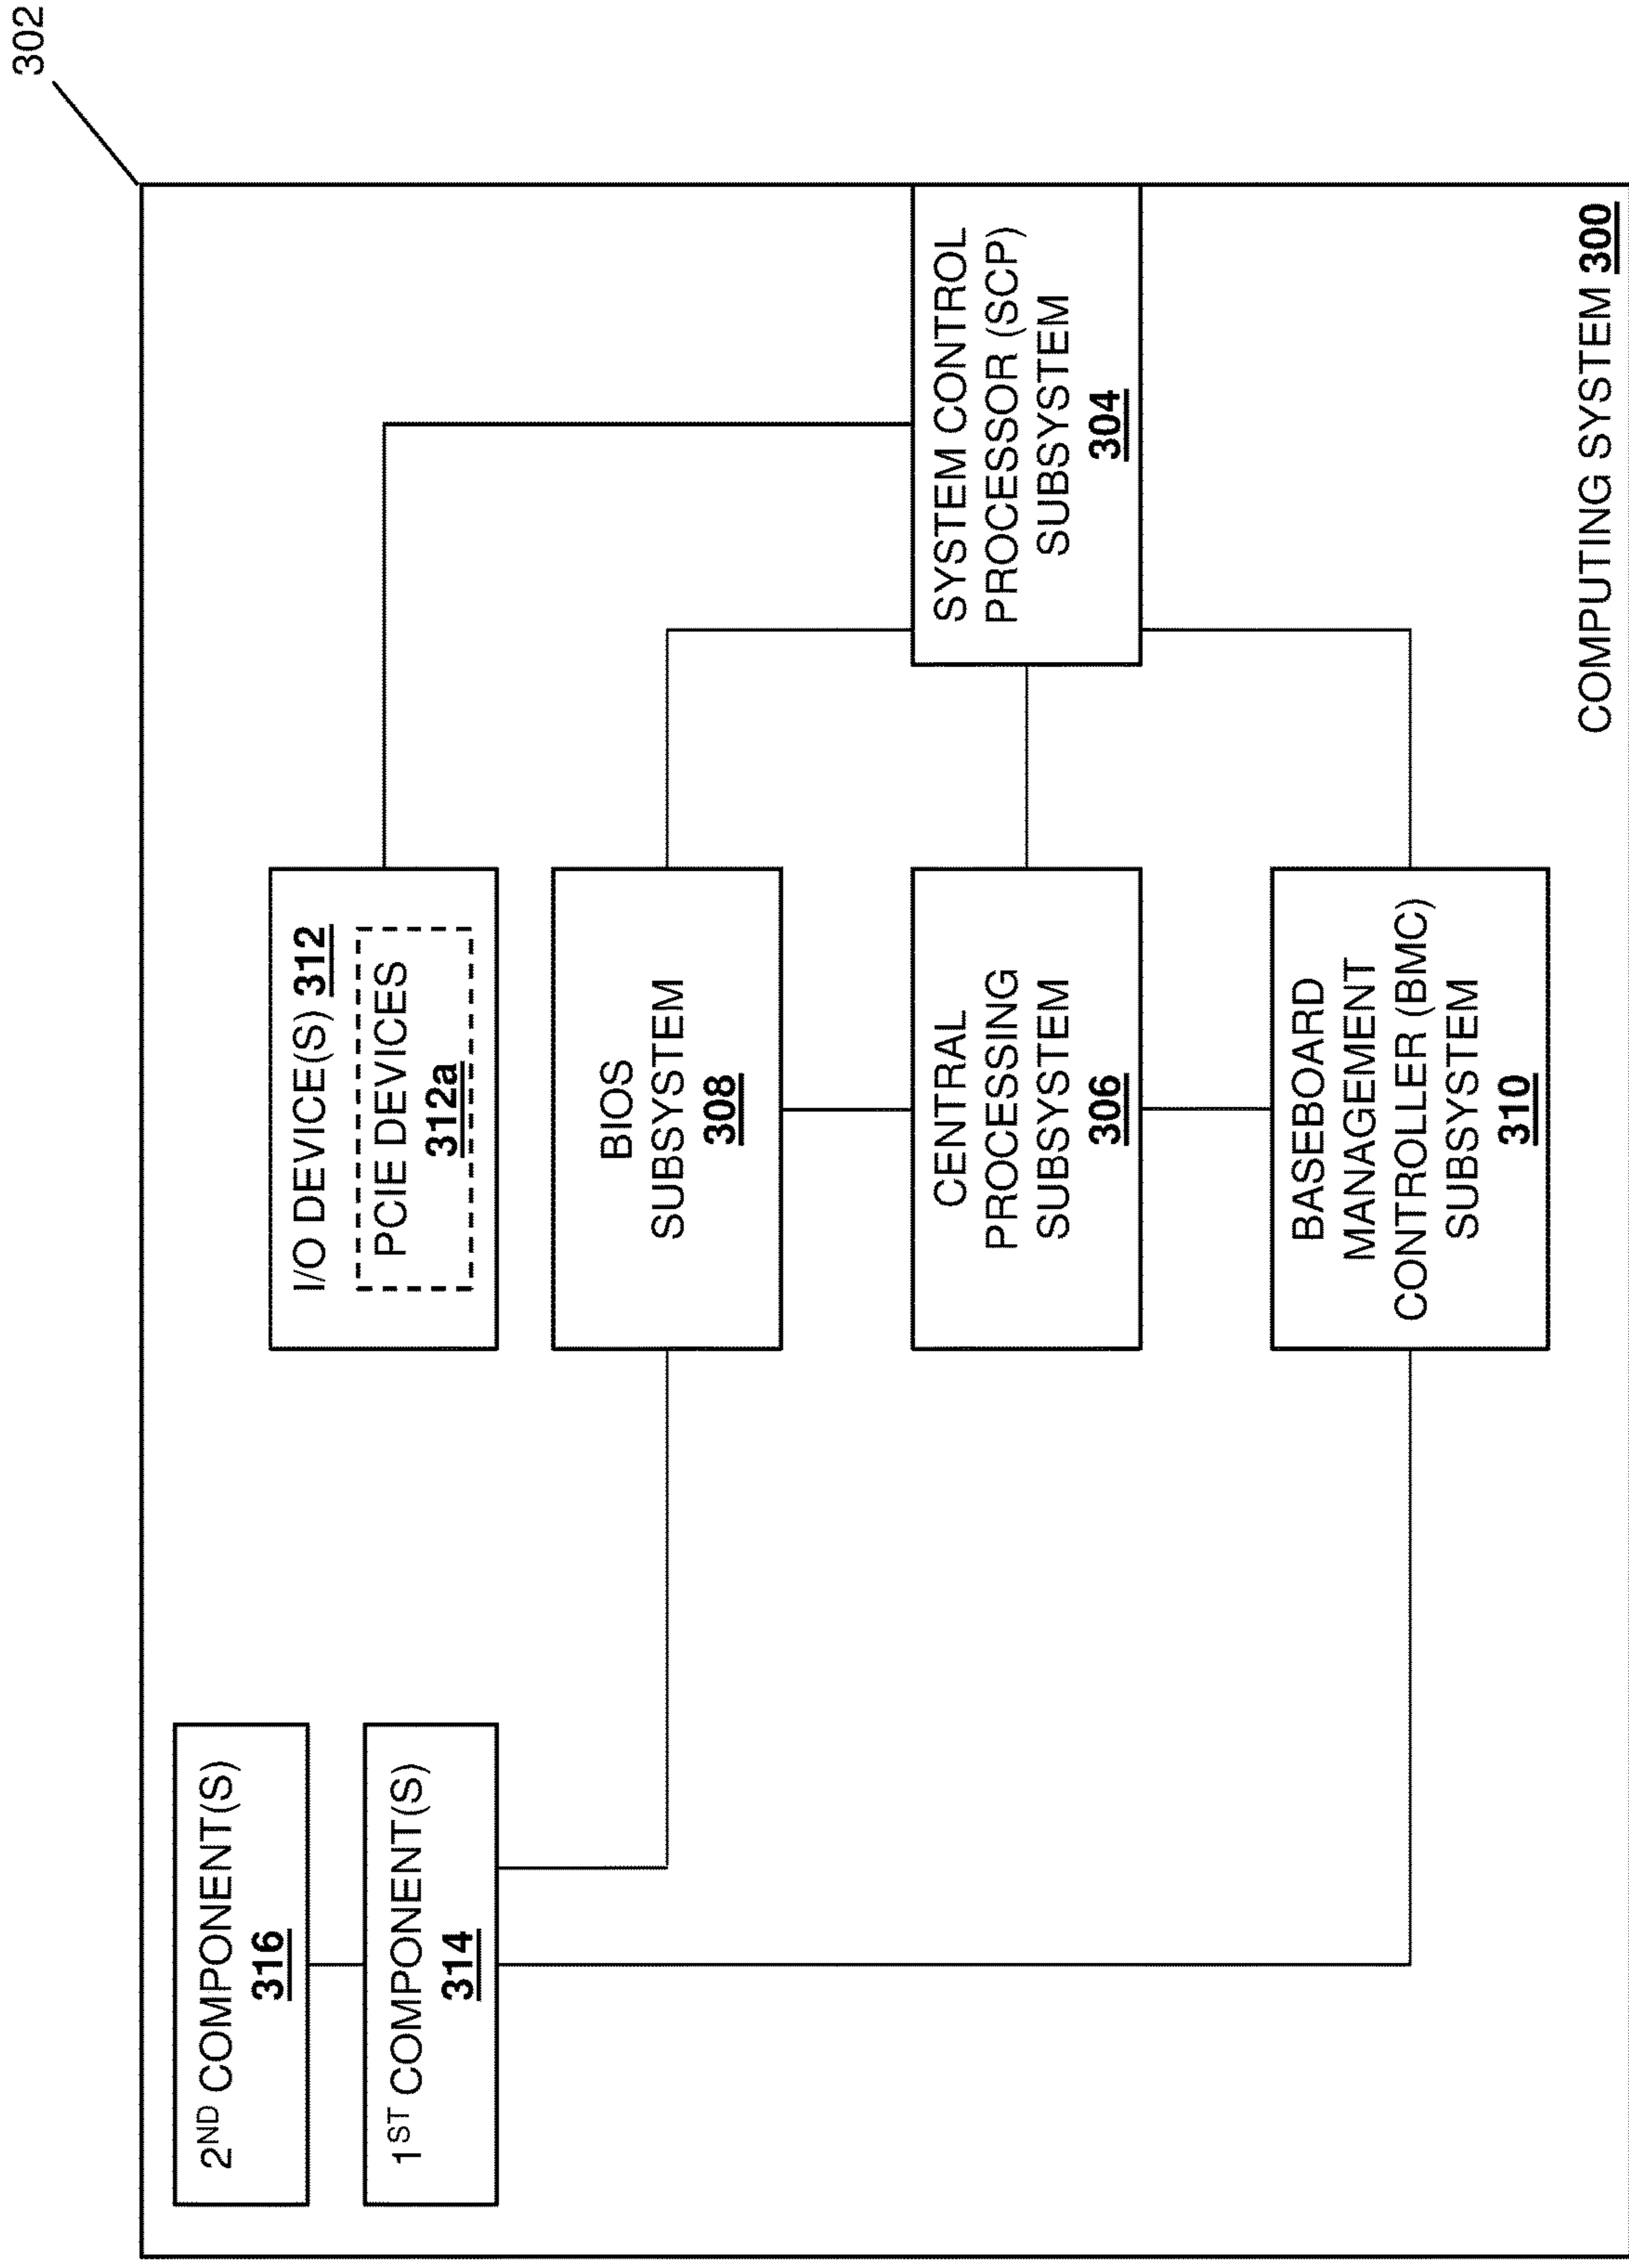 302
2ND COMPONENT(S)
316
1ST COMPONENT(S)
314
I/O DEVICE(S) 312
PCIE DEVICES
312a
BIOS
SUBSYSTEM
308
CENTRAL
PROCESSING
SUBSYSTEM
306
BASEBOARD
MANAGEMENT
CONTROLLER (BMC)
SUBSYSTEM
310
SYSTEM CONTROL
PROCESSOR (SCP)
SUBSYSTEM
304
COMPUTING SYSTEM 300